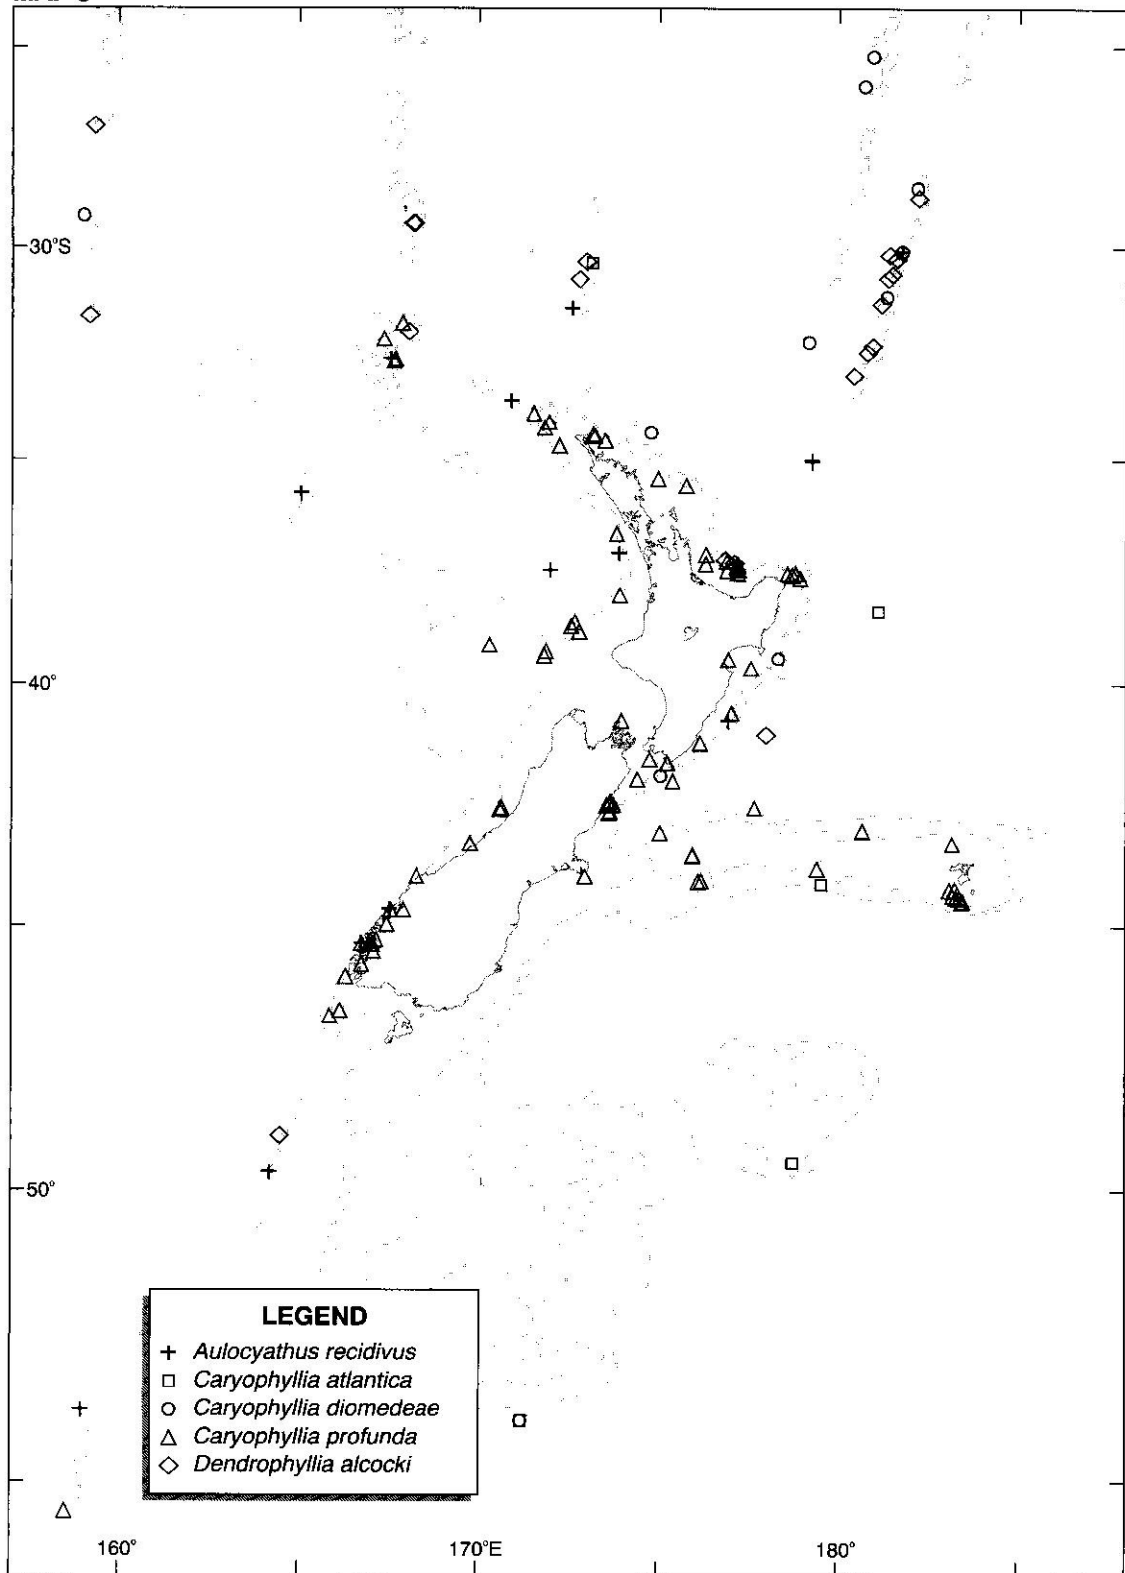 30°S
40°
50°
LEGEND
Aulocyathus recidivus
Caryophyllia atlantica
Caryophyllia diomedeae
Caryophyllia profunda
Dendrophyllia alcocki
160°
170°E
180°